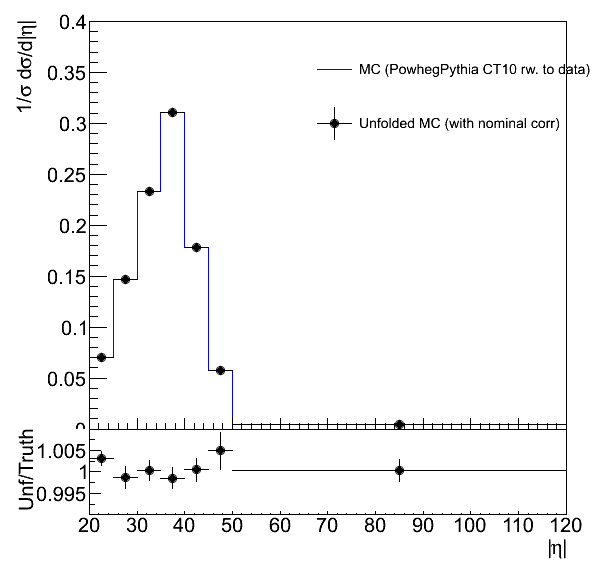 1/σ dσ/d|η|
0.4
0.35
0.3
0.25
0.2
0.15
0.1
0.05
0
MC (PowhegPythia CT10 rw. to data)
Unfolded MC (with nominal corr)
Unf/Truth
1.005
1
0.995
20 30 40 50 60 70 80 90 100 110 120
|η|